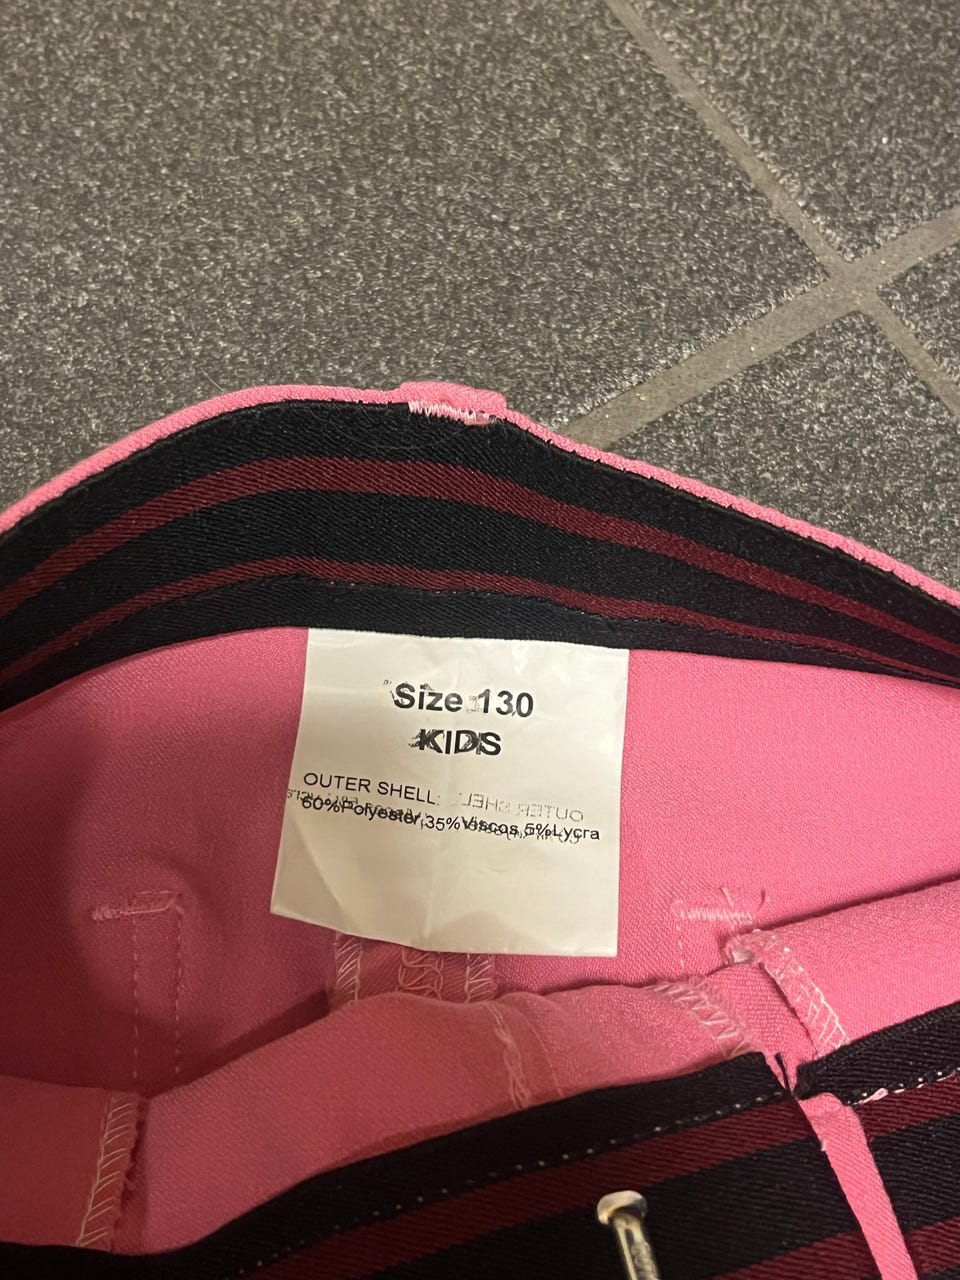 Size 130
KIDS
OUTER SHELL:
60%Polyester,35%Viscos,5%Lycra